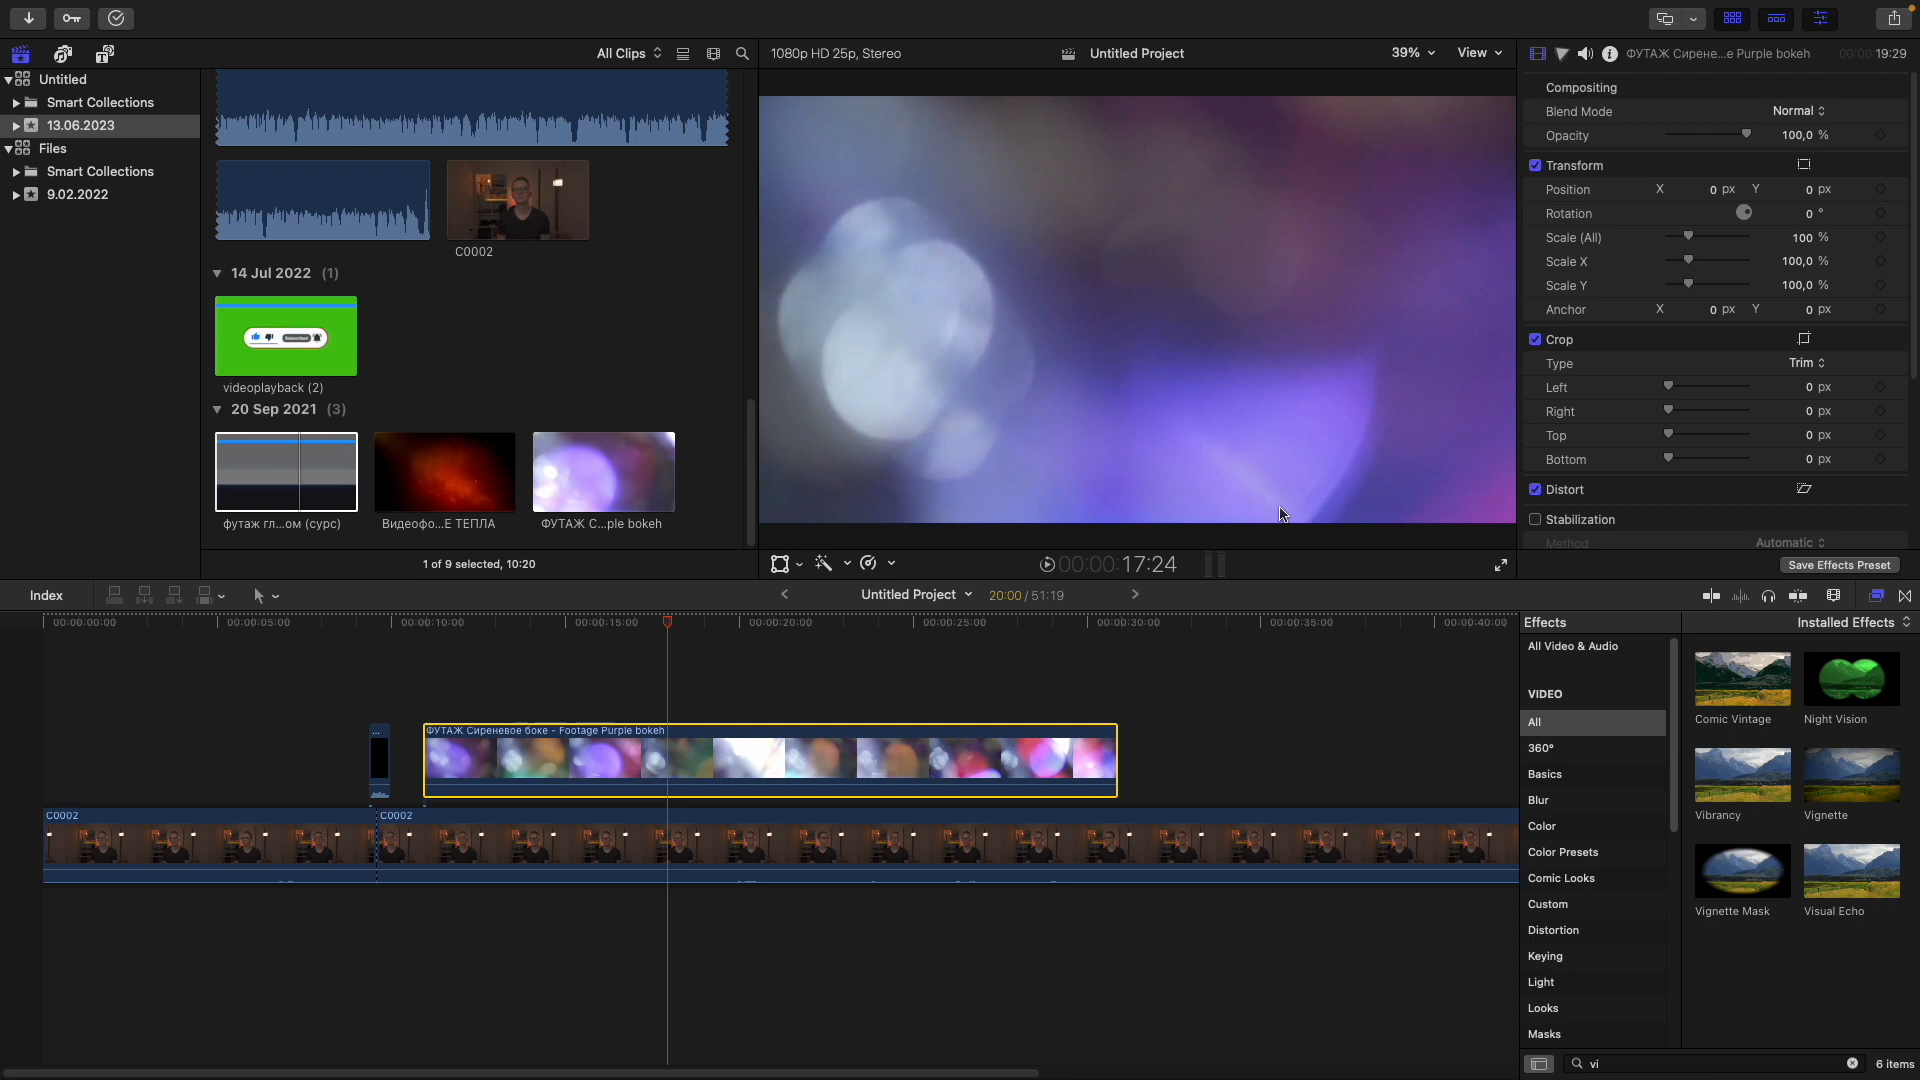 All Clips
1080p HD 25p, Stereo
Untitled Project
39%
View
ФУТАЖ Сирене...e Purple bokeh
00:00:19:29
Untitled
Smart Collections
13.06.2023
Files
Smart Collections
9.02.2022
C0002
14 Jul 2022 (1)
Subscribed
videoplayback (2)
20 Sep 2021 (3)
футаж гл...ом (сурс)
Видеофо...Е ТЕПЛА
ФУТАЖ С...ple bokeh
1 of 9 selected, 10:20
00:00:00:17:24
Compositing
Blend Mode Normal
Opacity 100,0 %
Transform
Position X 0 px Y 0 px
Rotation 0 °
Scale (All) 100 %
Scale X 100,0 %
Scale Y 100,0 %
Anchor X 0 px Y 0 px
Crop
Type Trim
Left 0 px
Right 0 px
Top 0 px
Bottom 0 px
Distort
Stabilization
Method Automatic
Save Effects Preset
Index
Untitled Project
20:00 / 51:19
00:00:00:00
00:00:05:00
00:00:10:00
00:00:15:00
00:00:20:00
00:00:25:00
00:00:30:00
00:00:35:00
00:00:40:00
...
ФУТАЖ Сиреневое боке - Footage Purple bokeh
C0002
C0002
Effects
Installed Effects
All Video & Audio
VIDEO
All
360°
Basics
Blur
Color
Color Presets
Comic Looks
Custom
Distortion
Keying
Light
Looks
Masks
Comic Vintage
Night Vision
Vibrancy
Vignette
Vignette Mask
Visual Echo
vi
6 items